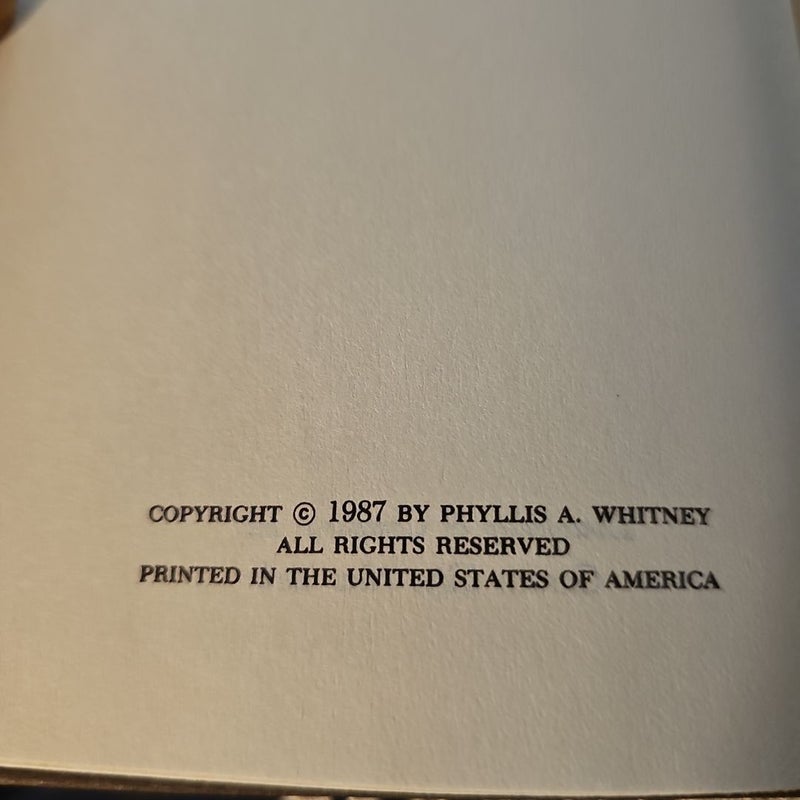 COPYRIGHT © 1987 BY PHYLLIS A. WHITNEY
ALL RIGHTS RESERVED
PRINTED IN THE UNITED STATES OF AMERICA